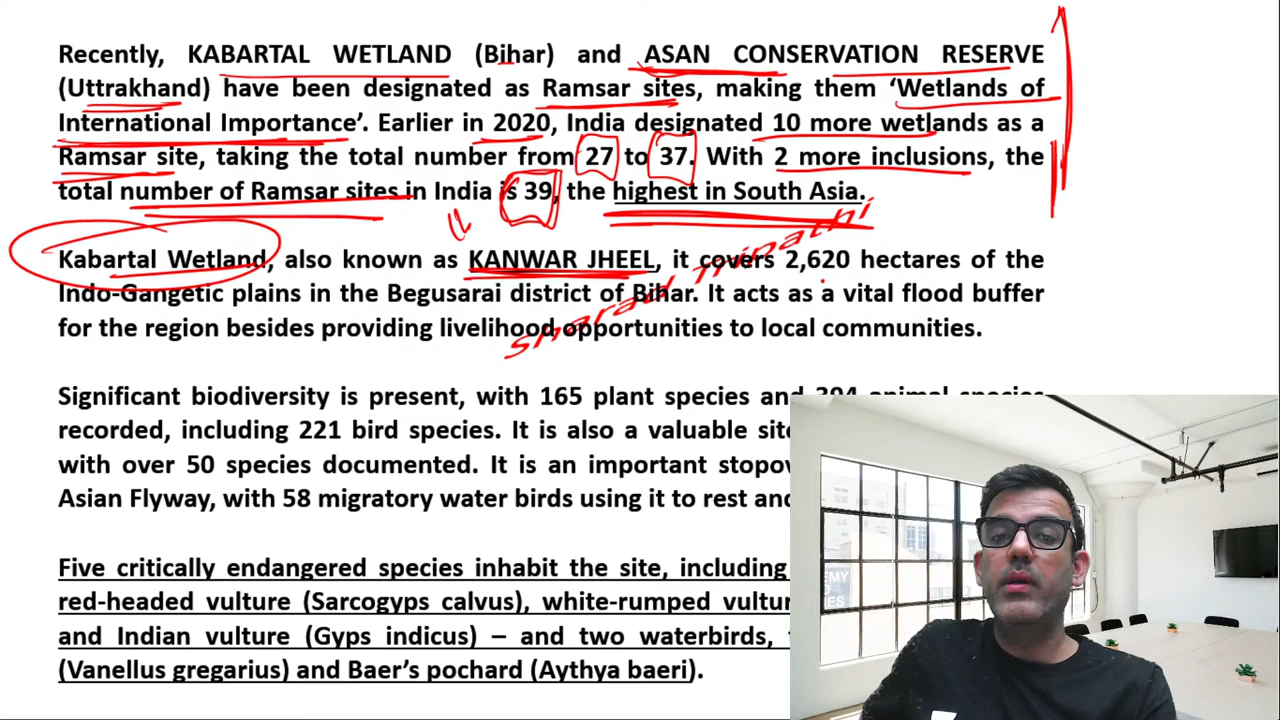 Recently, KABARTAL WETLAND (Bihar) and ASAN CONSERVATION RESERVE
(Uttrakhand) have been designated as Ramsar sites, making them ‘Wetlands of
International Importance’. Earlier in 2020, India designated 10 more wetlands as a
Ramsar site, taking the total number from 27 to 37. With 2 more inclusions, the
total number of Ramsar sites in India is 39, the highest in South Asia.
Kabartal Wetland, also known as KANWAR JHEEL, it covers 2,620 hectares of the
Indo-Gangetic plains in the Begusarai district of Bihar. It acts as a vital flood buffer
for the region besides providing livelihood opportunities to local communities.
sharad tripathi
Significant biodiversity is present, with 165 plant species and 394 animal species
recorded, including 221 bird species. It is also a valuable
with over 50 species documented. It is an important
Asian Flyway, with 58 migratory water birds using it to rest
Five critically endangered species inhabit the site, including
red-headed vulture (Sarcogyps calvus), white-rumped
and Indian vulture (Gyps indicus) – and two waterbirds,
(Vanellus gregarius) and Baer’s pochard (Aythya baeri).